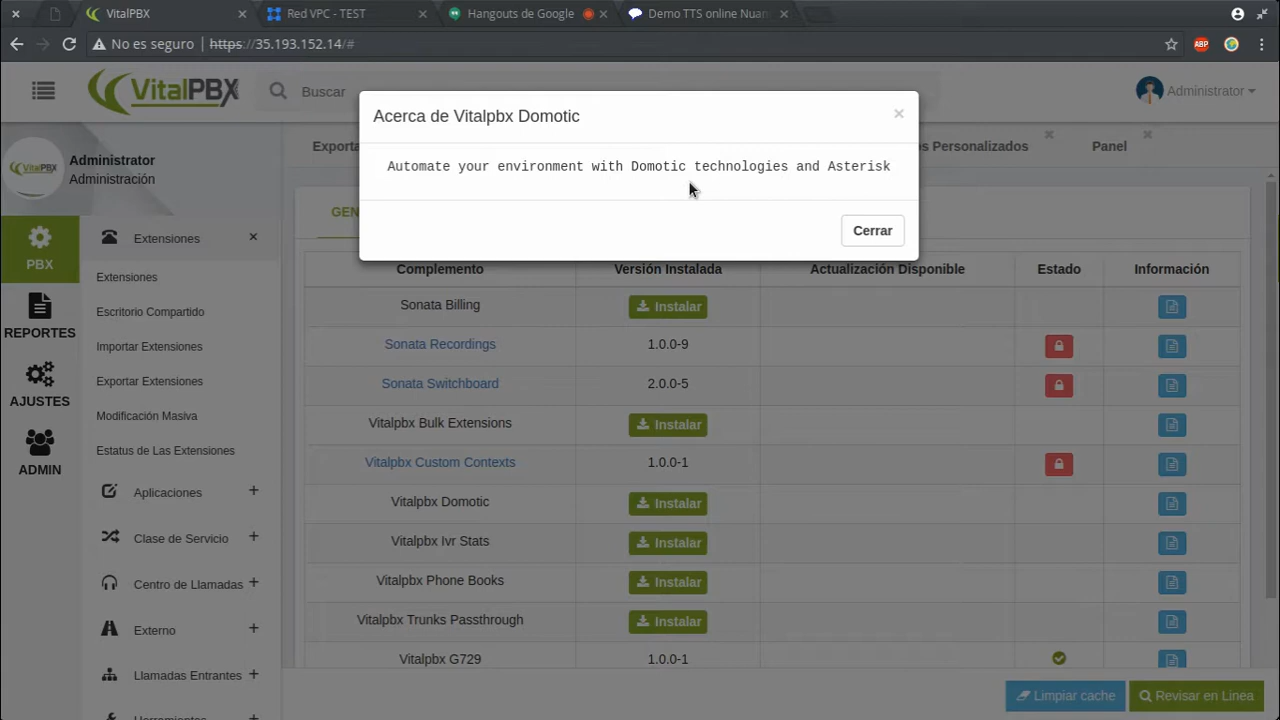 VitalPBX
Red VPC - TEST
Hangouts de Google
Demo TTS online Nuan
No es seguro
https://35.193.152.14/#
VitalPBX
Buscar
Administrator
Acerca de Vitalpbx Domotic
×
Automate your environment with Domotic technologies and Asterisk
Cerrar
VitalPBX
Administrator
Administración
Exporta
os Personalizados
Panel
PBX
REPORTES
AJUSTES
ADMIN
Extensiones
Extensiones
Escritorio Compartido
Importar Extensiones
Exportar Extensiones
Modificación Masiva
Estatus de Las Extensiones
Aplicaciones +
Clase de Servicio +
Centro de Llamadas +
Externo +
Llamadas Entrantes +
GEN
Complemento Versión Instalada Actualización Disponible Estado Información
Sonata Billing Instalar
Sonata Recordings 1.0.0-9
Sonata Switchboard 2.0.0-5
Vitalpbx Bulk Extensions Instalar
Vitalpbx Custom Contexts 1.0.0-1
Vitalpbx Domotic Instalar
Vitalpbx Ivr Stats Instalar
Vitalpbx Phone Books Instalar
Vitalpbx Trunks Passthrough Instalar
Vitalpbx G729 1.0.0-1
Limpiar cache
Revisar en Linea
ABP